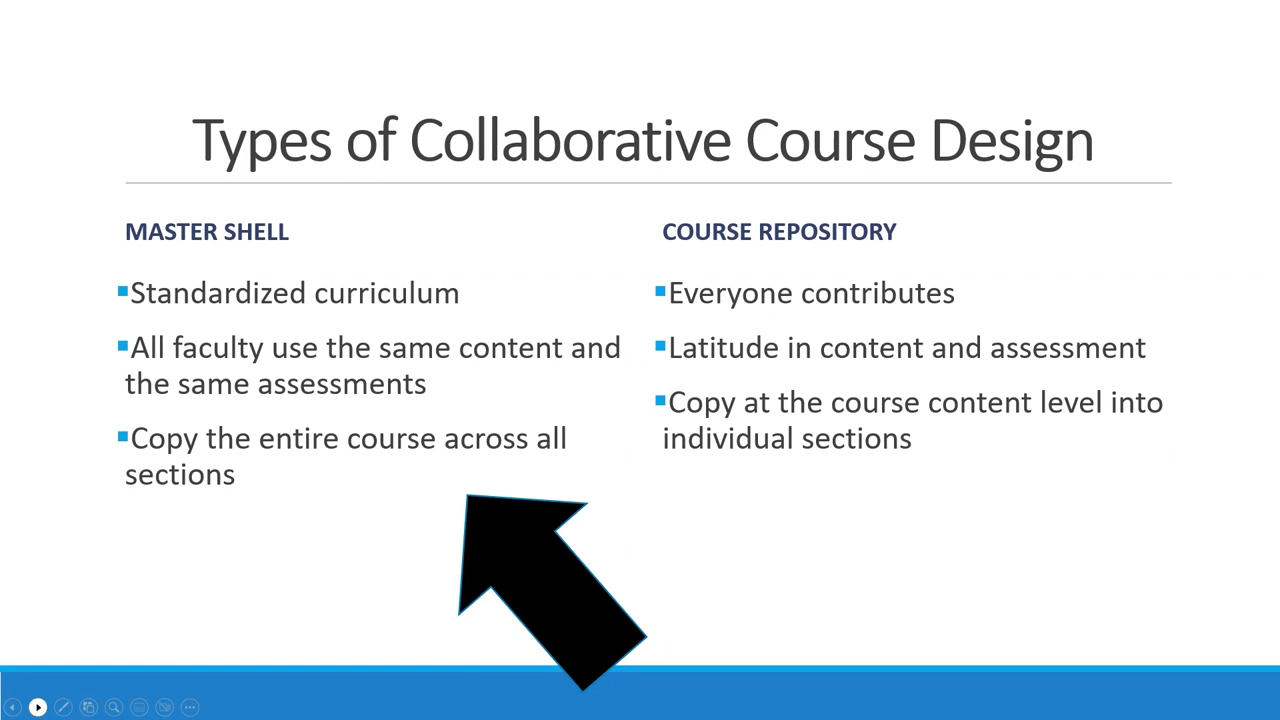 Types of Collaborative Course Design
MASTER SHELL
▪Standardized curriculum
▪All faculty use the same content and
the same assessments
▪Copy the entire course across all
sections
COURSE REPOSITORY
▪Everyone contributes
▪Latitude in content and assessment
▪Copy at the course content level into
individual sections